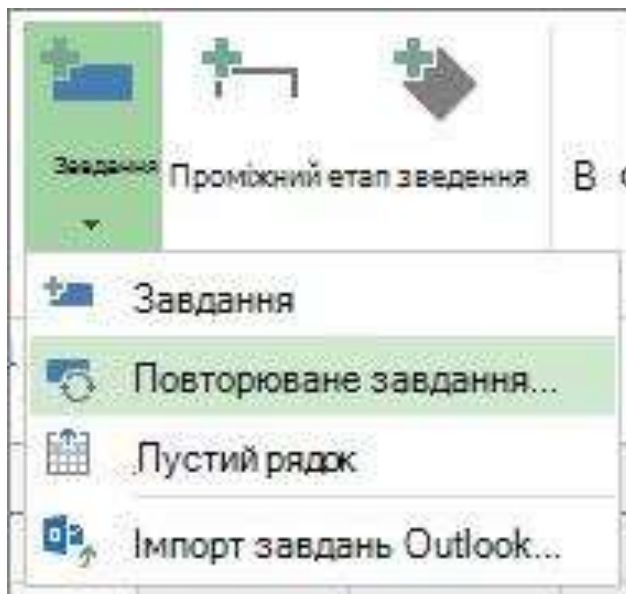 Завдання
Проміжний етап зведення
В
Завдання
Повторюване завдання...
Пустий рядок
Імпорт завдань Outlook...